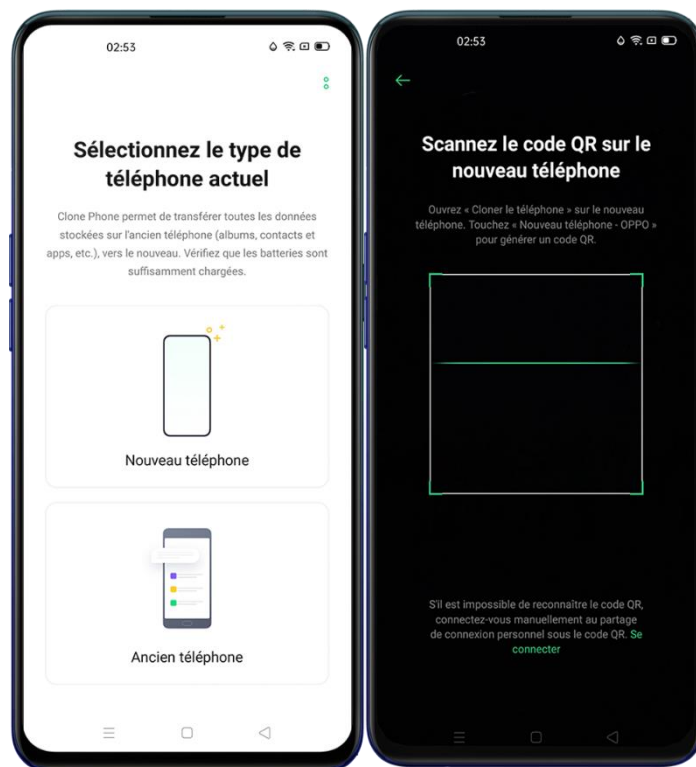 02:53
Sélectionnez le type de
téléphone actuel
Clone Phone permet de transférer toutes les données
stockées sur l'ancien téléphone (albums, contacts et
apps, etc.), vers le nouveau. Vérifiez que les batteries sont
suffisamment chargées.
Nouveau téléphone
Ancien téléphone
02:53
Scannez le code QR sur le
nouveau téléphone
Ouvrez « Cloner le téléphone » sur le nouveau
téléphone. Touchez « Nouveau téléphone - OPPO »
pour générer un code QR.
S'il est impossible de reconnaître le code QR,
connectez-vous manuellement au partage
de connexion personnel sous le code QR. Se
connecter